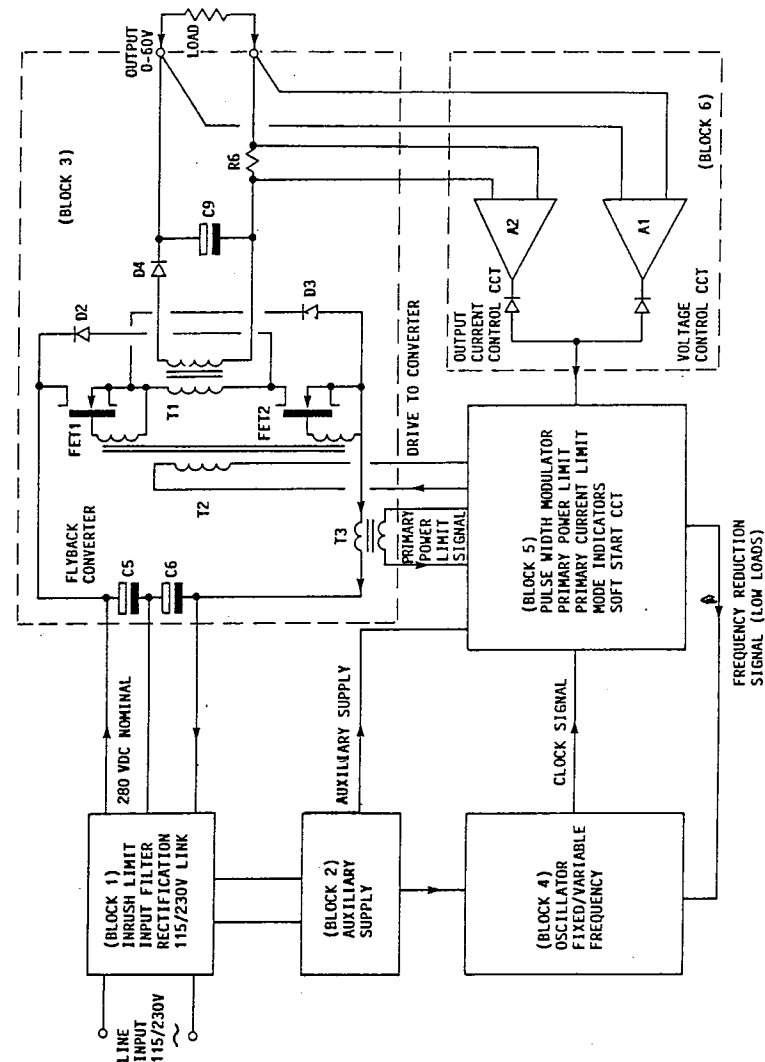 LINE
INPUT
115/230V
~
(BLOCK 1)
INRUSH LIMIT
INPUT FILTER
RECTIFICATION
115/230V LINK
280 VDC NOMINAL
FLYBACK
CONVERTER
C5
C6
FET1
T1
FET2
T2
T3
D2
D3
D4
C9
R6
(BLOCK 3)
OUTPUT
0-60V
LOAD
(BLOCK 2)
AUXILIARY
SUPPLY
AUXILIARY SUPPLY
PRIMARY
POWER
LIMIT
SIGNAL
DRIVE TO CONVERTER
(BLOCK 4)
OSCILLATOR
FIXED/VARIABLE
FREQUENCY
CLOCK SIGNAL
(BLOCK 5)
PULSE WIDTH MODULATOR
PRIMARY POWER LIMIT
PRIMARY CURRENT LIMIT
MODE INDICATORS
SOFT START CCT
OUTPUT
CURRENT
CONTROL CCT
A2
A1
VOLTAGE
CONTROL CCT
(BLOCK 6)
FREQUENCY REDUCTION
SIGNAL (LOW LOADS)